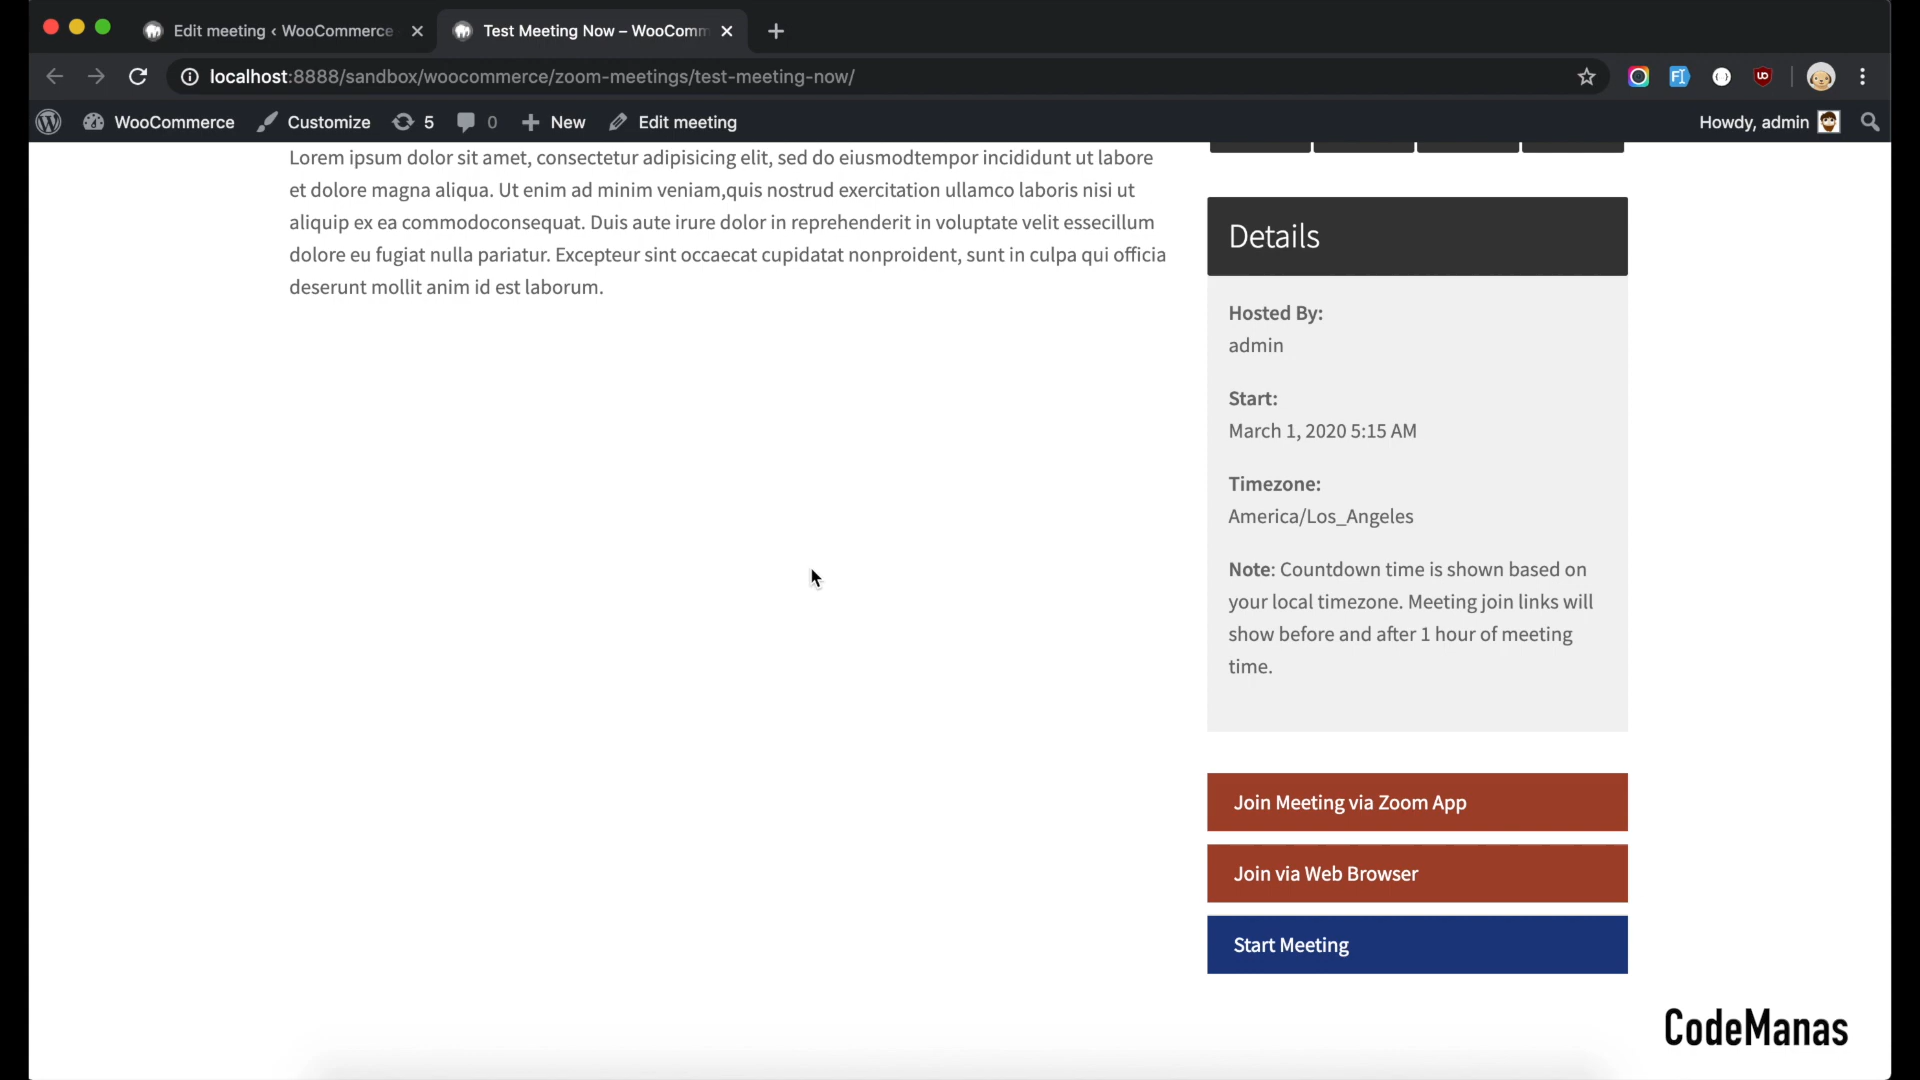 Edit meeting ‹ WooCommerce
Test Meeting Now – WooComm
localhost:8888/sandbox/woocommerce/zoom-meetings/test-meeting-now/
WooCommerce
Customize
5
0
New
Edit meeting
Howdy, admin
Lorem ipsum dolor sit amet, consectetur adipisicing elit, sed do eiusmodtempor incididunt ut labore
et dolore magna aliqua. Ut enim ad minim veniam,quis nostrud exercitation ullamco laboris nisi ut
aliquip ex ea commodoconsequat. Duis aute irure dolor in reprehenderit in voluptate velit essecillum
dolore eu fugiat nulla pariatur. Excepteur sint occaecat cupidatat nonproident, sunt in culpa qui officia
deserunt mollit anim id est laborum.
Details
Hosted By:
admin
Start:
March 1, 2020 5:15 AM
Timezone:
America/Los_Angeles
Note: Countdown time is shown based on
your local timezone. Meeting join links will
show before and after 1 hour of meeting
time.
Join Meeting via Zoom App
Join via Web Browser
Start Meeting
CodeManas